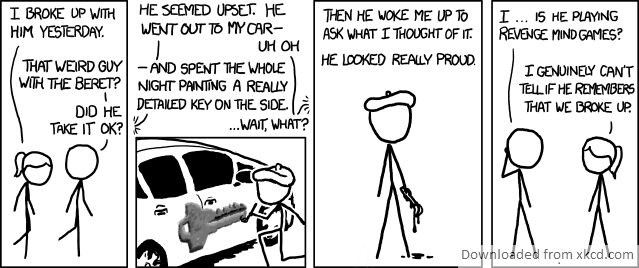 I BROKE UP WITH
HIM YESTERDAY.
THAT WEIRD GUY
WITH THE BERET?
DID HE
TAKE IT OK?
HE SEEMED UPSET. HE
WENT OUT TO MY CAR—
UH OH
—AND SPENT THE WHOLE
NIGHT PAINTING A REALLY
DETAILED KEY ON THE SIDE.
...WAIT, WHAT?
THEN HE WOKE ME UP TO
ASK WHAT I THOUGHT OF IT.
HE LOOKED REALLY PROUD.
I ... IS HE PLAYING
REVENGE MIND GAMES?
I GENUINELY CAN'T
TELL IF HE REMEMBERS
THAT WE BROKE UP.
Downloaded from xkcd.com